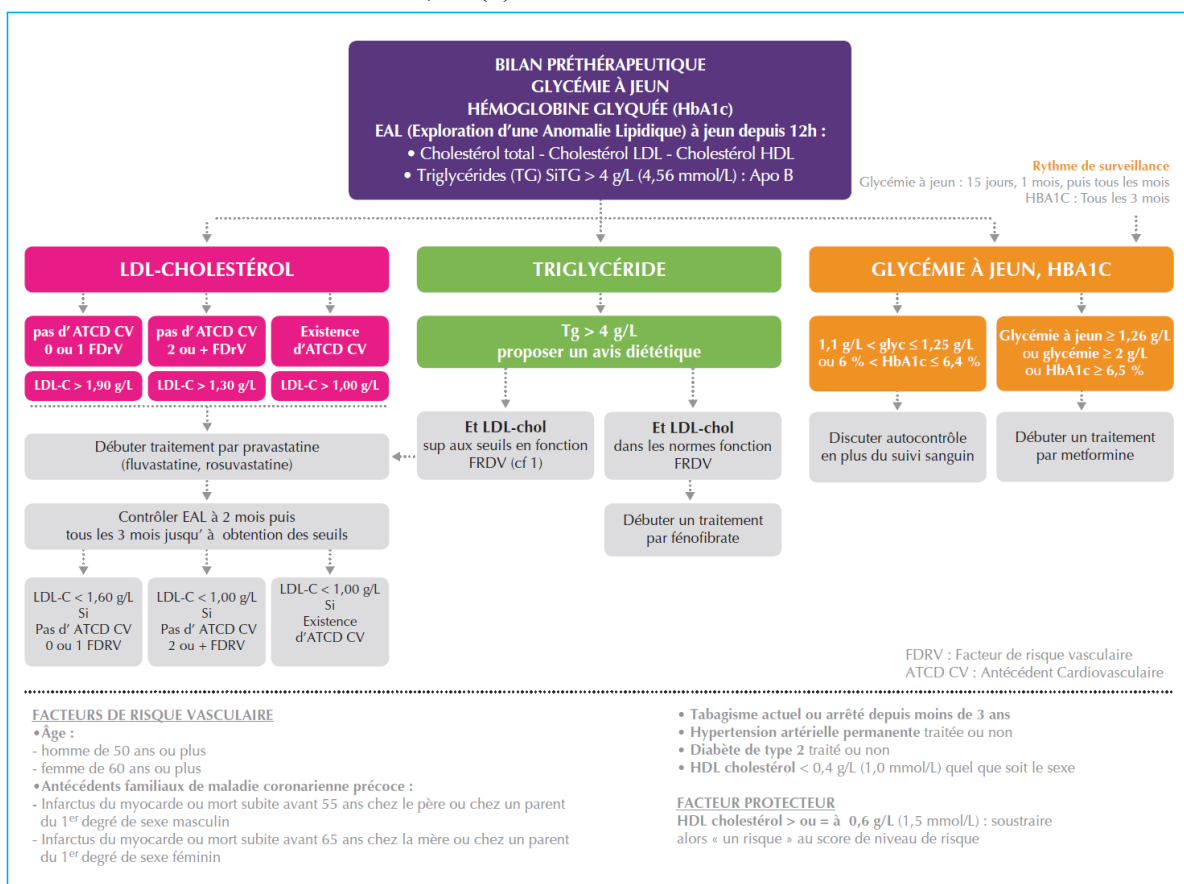 BILAN PRÉTHÉRAPEUTIQUE
GLYCÉMIE À JEUN
HÉMOGLOBINE GLYQUÉE (HbA1c)
EAL (Exploration d'une Anomalie Lipidique) à jeun depuis 12h :
• Cholestérol total - Cholestérol LDL - Cholestérol HDL
• Triglycérides (TG) SiTG > 4 g/L (4,56 mmol/L) : Apo B
Rythme de surveillance
Glycémie à jeun : 15 jours, 1 mois, puis tous les mois
HBA1C : Tous les 3 mois
LDL-CHOLESTÉROL
pas d'ATCD CV
0 ou 1 FDrV
pas d'ATCD CV
2 ou + FDrV
Existence
d'ATCD CV
LDL-C > 1,90 g/L
LDL-C > 1,30 g/L
LDL-C > 1,00 g/L
Débuter traitement par pravastatine
(fluvastatine, rosuvastatine)
Contrôler EAL à 2 mois puis
tous les 3 mois jusqu' à obtention des seuils
LDL-C < 1,60 g/L
Si
Pas d' ATCD CV
0 ou 1 FDRV
LDL-C < 1,00 g/L
Si
Pas d' ATCD CV
2 ou + FDRV
LDL-C < 1,00 g/L
Si
Existence
d'ATCD CV
TRIGLYCÉRIDE
Tg > 4 g/L
proposer un avis diététique
Et LDL-chol
sup aux seuils en fonction
FRDV (cf 1)
Et LDL-chol
dans les normes fonction
FRDV
Débuter un traitement
par fénofibrate
GLYCÉMIE À JEUN, HBA1C
1,1 g/L < glyc ≤ 1,25 g/L
ou 6 % < HbA1c ≤ 6,4 %
Glycémie à jeun ≥ 1,26 g/L
ou glycémie ≥ 2 g/L
ou HbA1c ≥ 6,5 %
Discuter autocontrôle
en plus du suivi sanguin
Débuter un traitement
par metformine
FDRV : Facteur de risque vasculaire
ATCD CV : Antécédent Cardiovasculaire
FACTEURS DE RISQUE VASCULAIRE
•Âge :
- homme de 50 ans ou plus
- femme de 60 ans ou plus
•Antécédents familiaux de maladie coronarienne précoce :
- Infarctus du myocarde ou mort subite avant 55 ans chez le père ou chez un parent
du 1er degré de sexe masculin
- Infarctus du myocarde ou mort subite avant 65 ans chez la mère ou chez un parent
du 1er degré de sexe féminin
• Tabagisme actuel ou arrêté depuis moins de 3 ans
• Hypertension artérielle permanente traitée ou non
• Diabète de type 2 traité ou non
• HDL cholestérol < 0,4 g/L (1,0 mmol/L) quel que soit le sexe
FACTEUR PROTECTEUR
HDL cholestérol > ou = à 0,6 g/L (1,5 mmol/L) : soustraire
alors « un risque » au score de niveau de risque